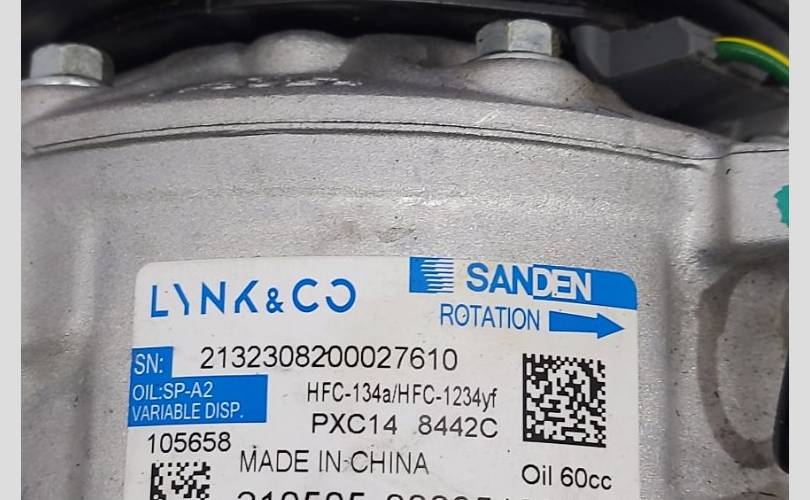 LYNK&CO
SANDEN
ROTATION
SN: 2132308200027610
OIL:SP-A2
VARIABLE DISP.
HFC-134a/HFC-1234yf
PXC14 8442C
105658
MADE IN CHINA
Oil 60cc